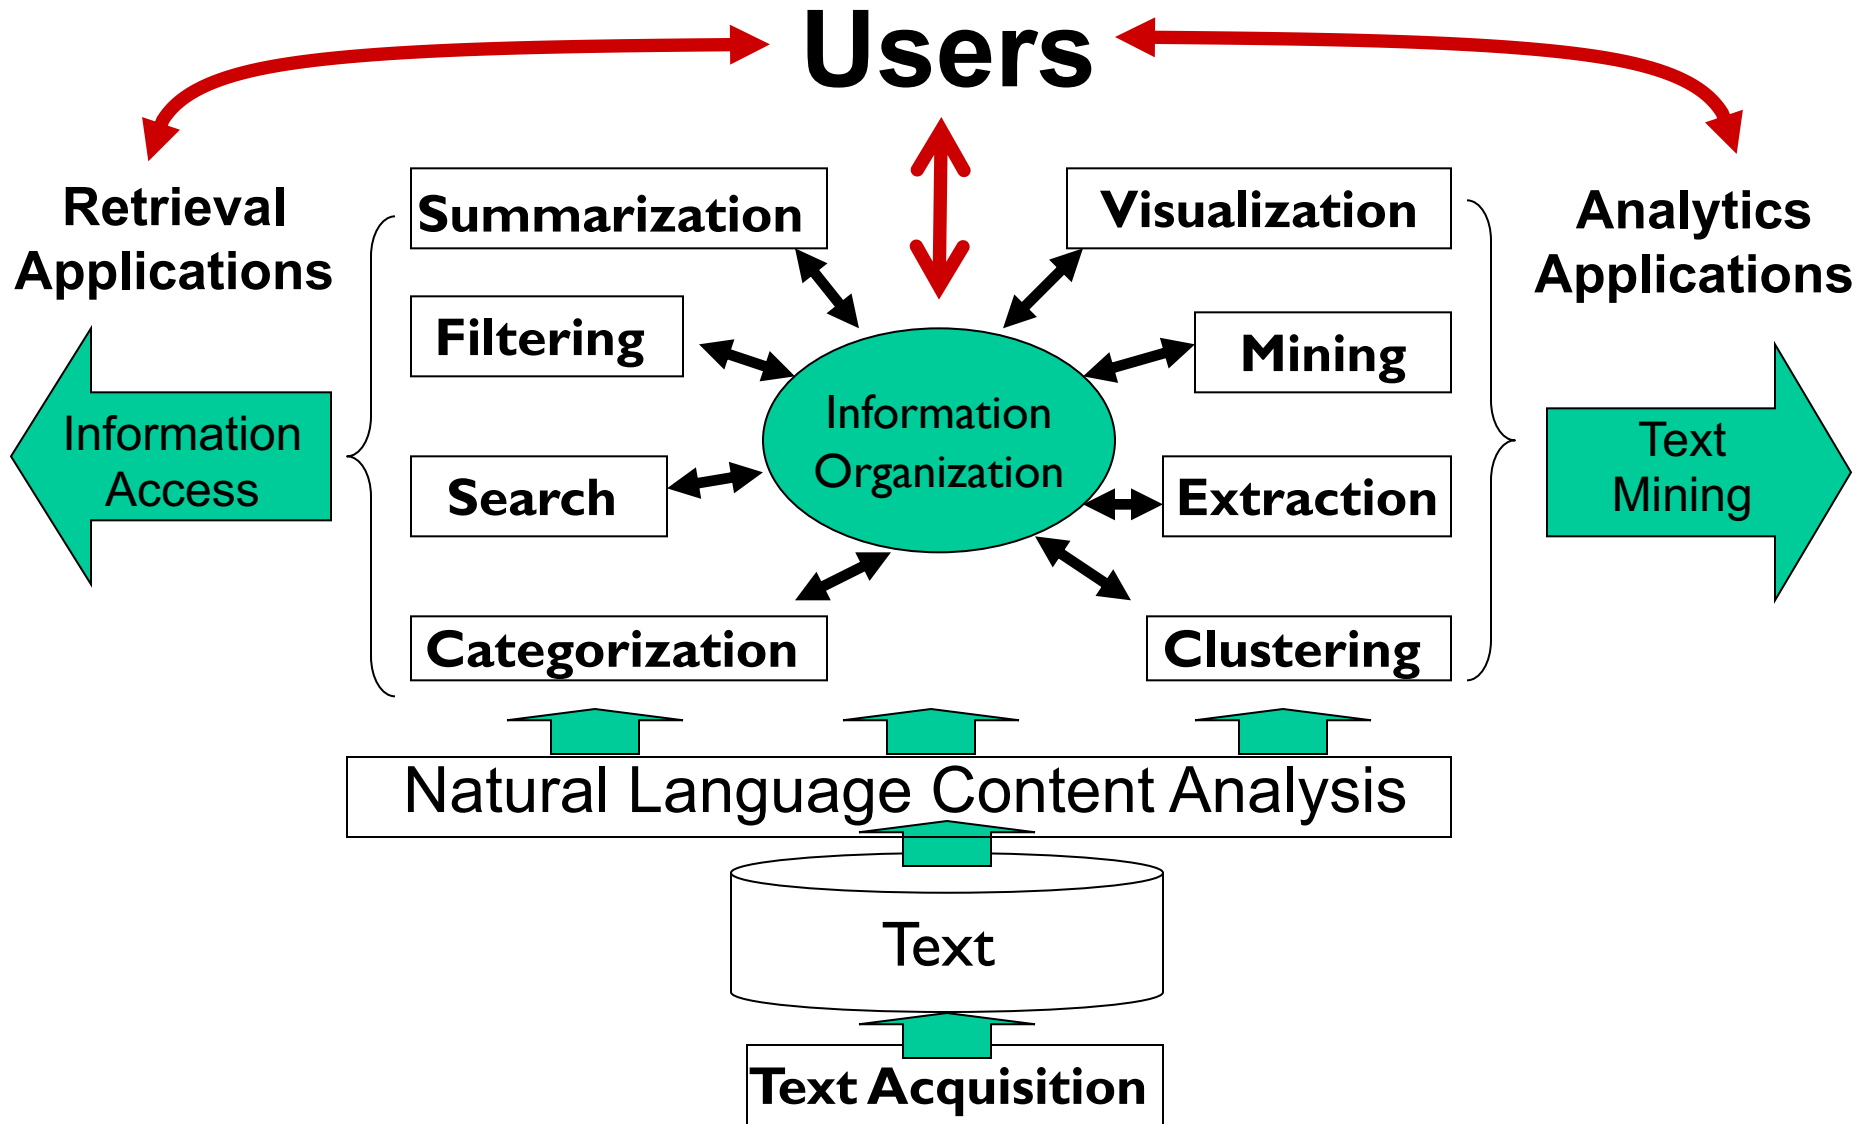 Users
Retrieval
Applications
Summarization
Visualization
Analytics
Applications
Filtering
Mining
Information
Access
Information
Organization
Text
Mining
Search
Extraction
Categorization
Clustering
Natural Language Content Analysis
Text
Text Acquisition